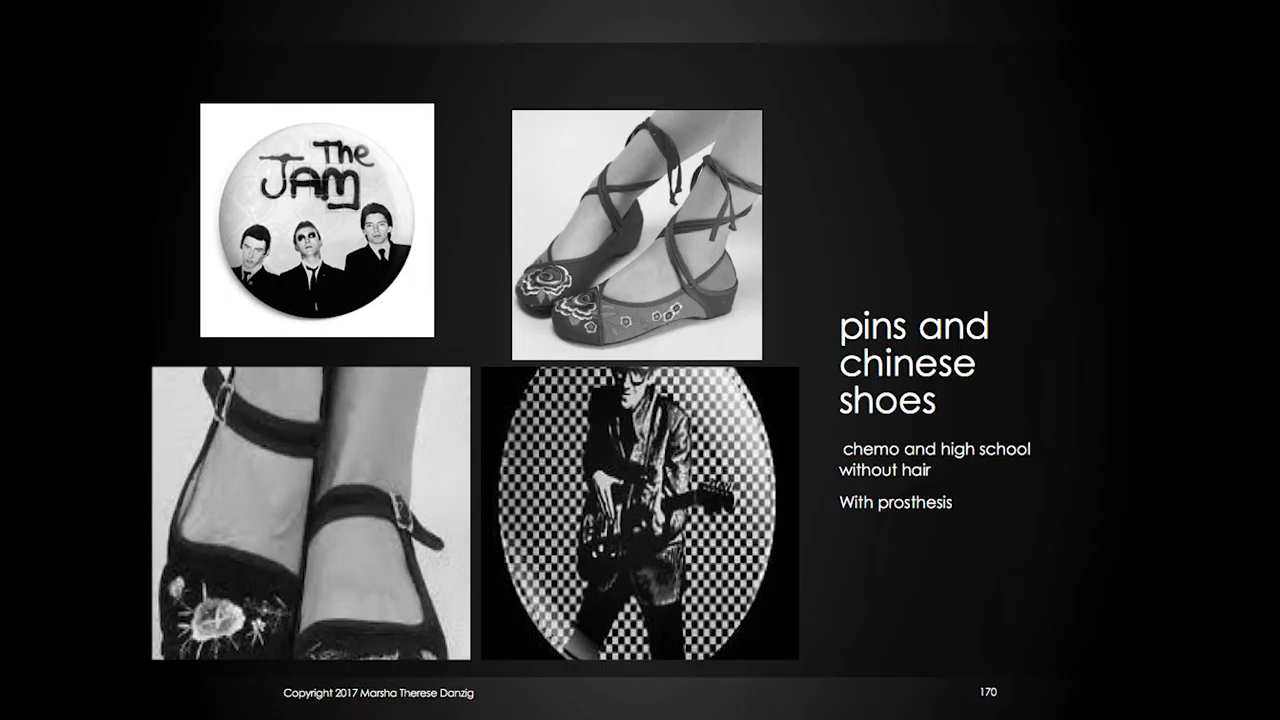 The
JAM
pins and
chinese
shoes
chemo and high school
without hair
With prosthesis
Copyright 2017 Marsha Therese Danzig
170